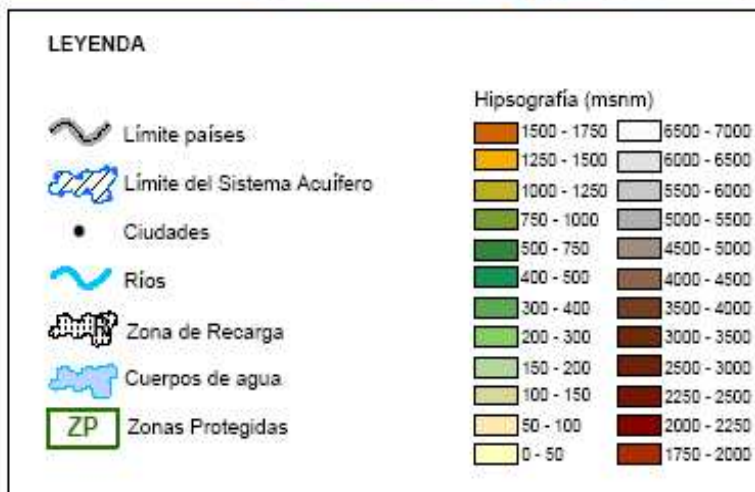 LEYENDA
Límite países
Límite del Sistema Acuífero
Ciudades
Ríos
Zona de Recarga
Cuerpos de agua
ZP Zonas Protegidas
Hipsografía (msnm)
1500 - 1750 6500 - 7000
1250 - 1500 6000 - 6500
1000 - 1250 5500 - 6000
750 - 1000 5000 - 5500
500 - 750 4500 - 5000
400 - 500 4000 - 4500
300 - 400 3500 - 4000
200 - 300 3000 - 3500
150 - 200 2500 - 3000
100 - 150 2250 - 2500
50 - 100 2000 - 2250
0 - 50 1750 - 2000